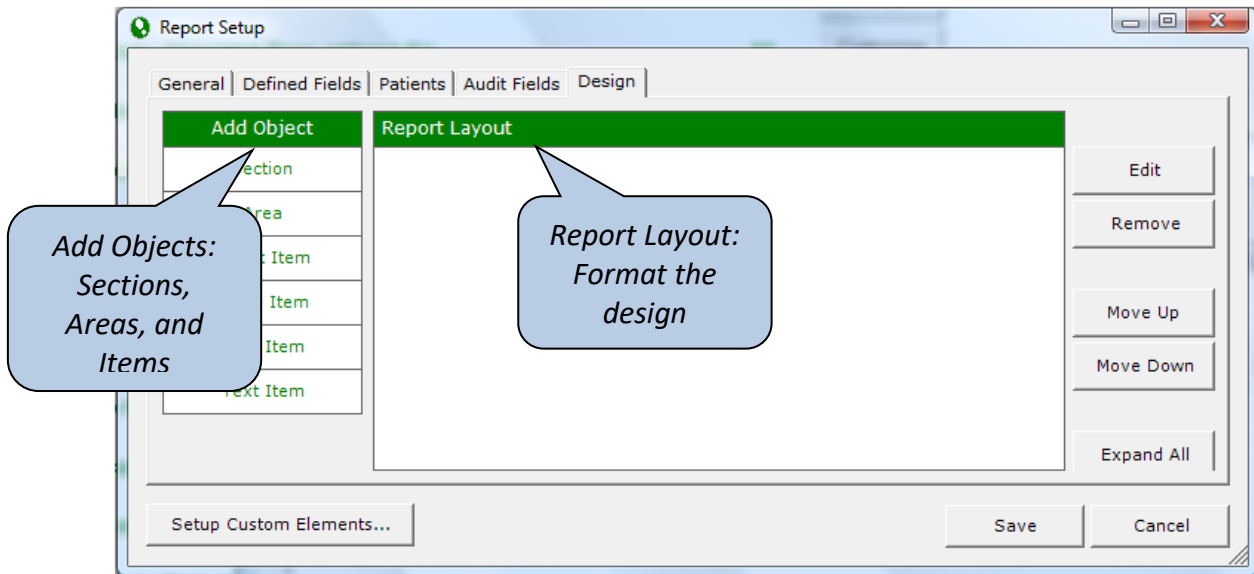 Report Setup
General Defined Fields Patients Audit Fields Design
Add Object
Report Layout
Item
Item
Item
Text Item
Add Objects:
Sections,
Areas, and
Items
Report Layout:
Format the
design
Edit
Remove
Move Up
Move Down
Expand All
Setup Custom Elements...
Save
Cancel